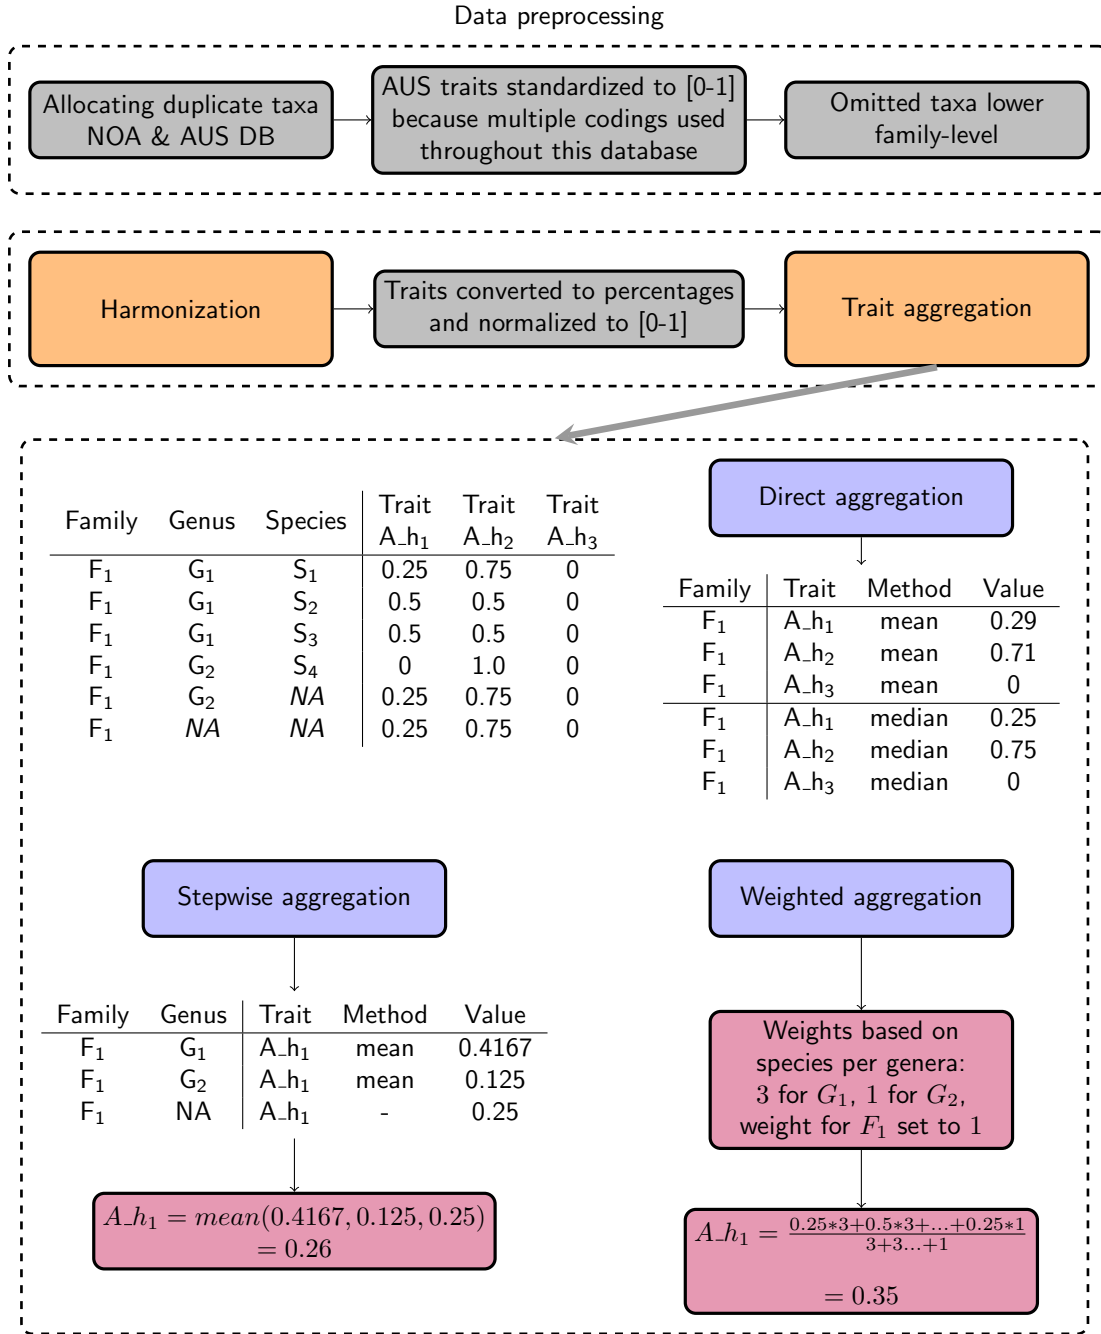 Data preprocessing
Allocating duplicate taxa
NOA & AUS DB
AUS traits standardized to [0-1]
because multiple codings used
throughout this database
Omitted taxa lower
family-level
Harmonization
Traits converted to percentages
and normalized to [0-1]
Trait aggregation
Family Genus Species Trait A_h₁ Trait A_h₂ Trait A_h₃
F₁ G₁ S₁ 0.25 0.75 0
F₁ G₁ S₂ 0.5 0.5 0
F₁ G₁ S₃ 0.5 0.5 0
F₁ G₂ S₄ 0 1.0 0
F₁ G₂ NA 0.25 0.75 0
F₁ NA NA 0.25 0.75 0
Direct aggregation
Family Trait Method Value
F₁ A_h₁ mean 0.29
F₁ A_h₂ mean 0.71
F₁ A_h₃ mean 0
F₁ A_h₁ median 0.25
F₁ A_h₂ median 0.75
F₁ A_h₃ median 0
Stepwise aggregation
Family Genus Trait Method Value
F₁ G₁ A_h₁ mean 0.4167
F₁ G₂ A_h₁ mean 0.125
F₁ NA A_h₁ - 0.25
A_h₁ = mean(0.4167, 0.125, 0.25)
= 0.26
Weighted aggregation
Weights based on
species per genera:
3 for G₁, 1 for G₂,
weight for F₁ set to 1
A_h₁ = 0.25*3+0.5*3+...+0.25*1
3+3...+1
= 0.35